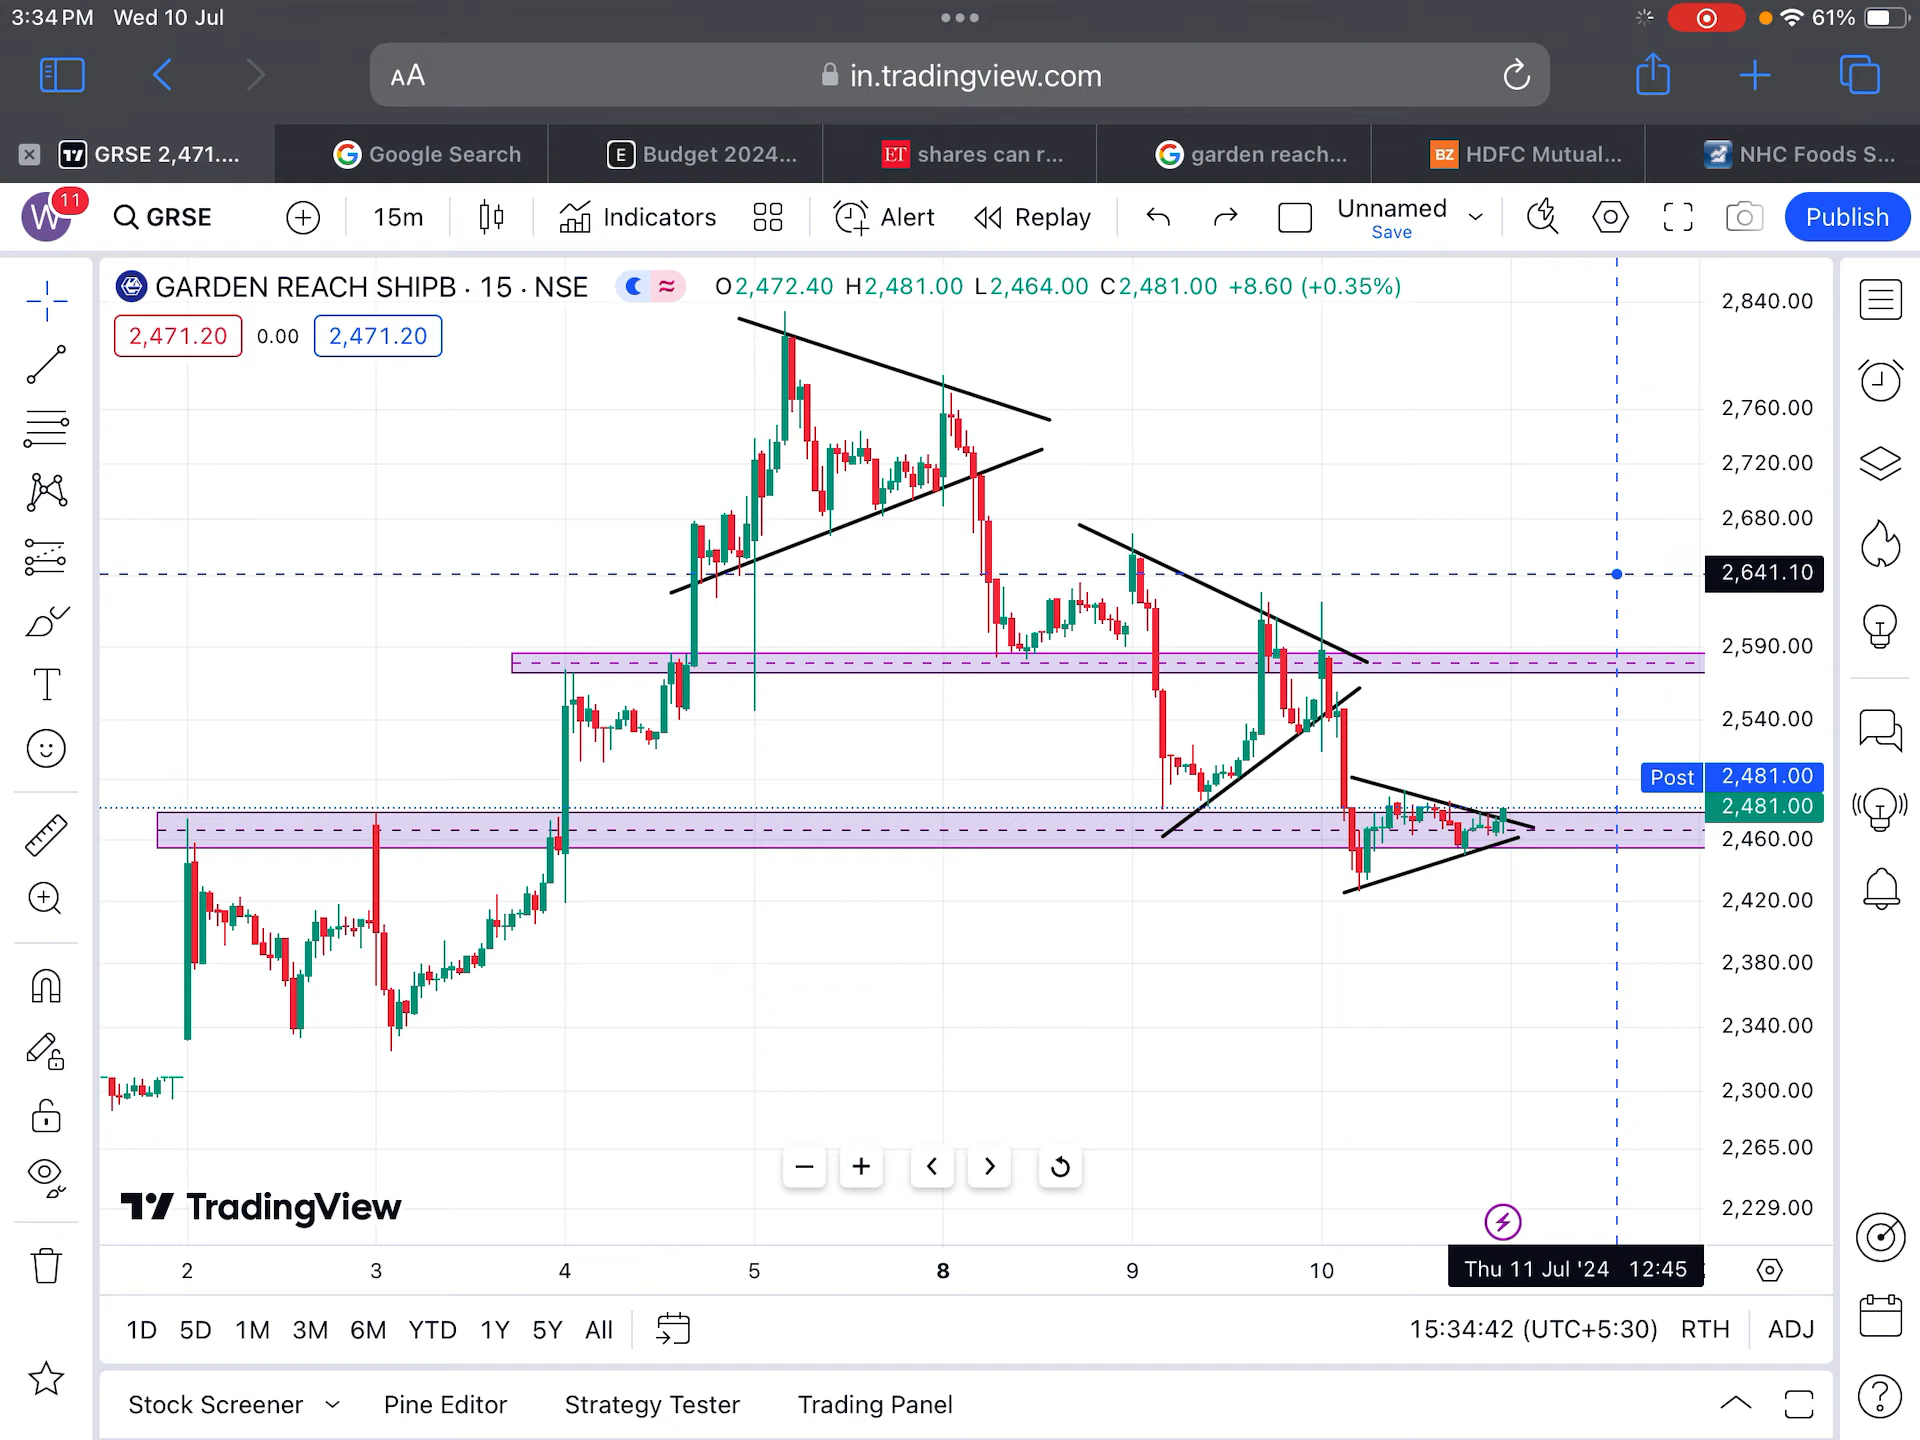 3:34 PM Wed 10 Jul
61%
AA
in.tradingview.com
GRSE 2,471....
Google Search
E
Budget 2024...
ET
shares can r...
garden reach...
BZ
HDFC Mutual...
NHC Foods S...
W
11
GRSE
15m
Indicators
Alert
Replay
Unnamed
Save
Publish
GARDEN REACH SHIPB · 15 · NSE
O2,472.40 H2,481.00 L2,464.00 C2,481.00 +8.60 (+0.35%)
2,471.20
0.00
2,471.20
2,840.00
2,760.00
2,720.00
2,680.00
2,641.10
2,590.00
2,540.00
Post
2,481.00
2,481.00
2,460.00
2,420.00
2,380.00
2,340.00
2,300.00
2,265.00
2,229.00
TradingView
2
3
4
5
8
9
10
Thu 11 Jul '24 12:45
1D
5D
1M
3M
6M
YTD
1Y
5Y
All
15:34:42 (UTC+5:30)
RTH
ADJ
Stock Screener
Pine Editor
Strategy Tester
Trading Panel